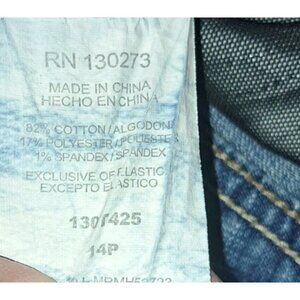 RN 130273
MADE IN CHINA
HECHO EN CHINA
82% COTTON/ALGODON
17% POLYESTER/POLIESTER
1% SPANDEX/SPANDEX
EXCLUSIVE OF ELASTIC
EXCEPTO ELASTICO
1307425
14P